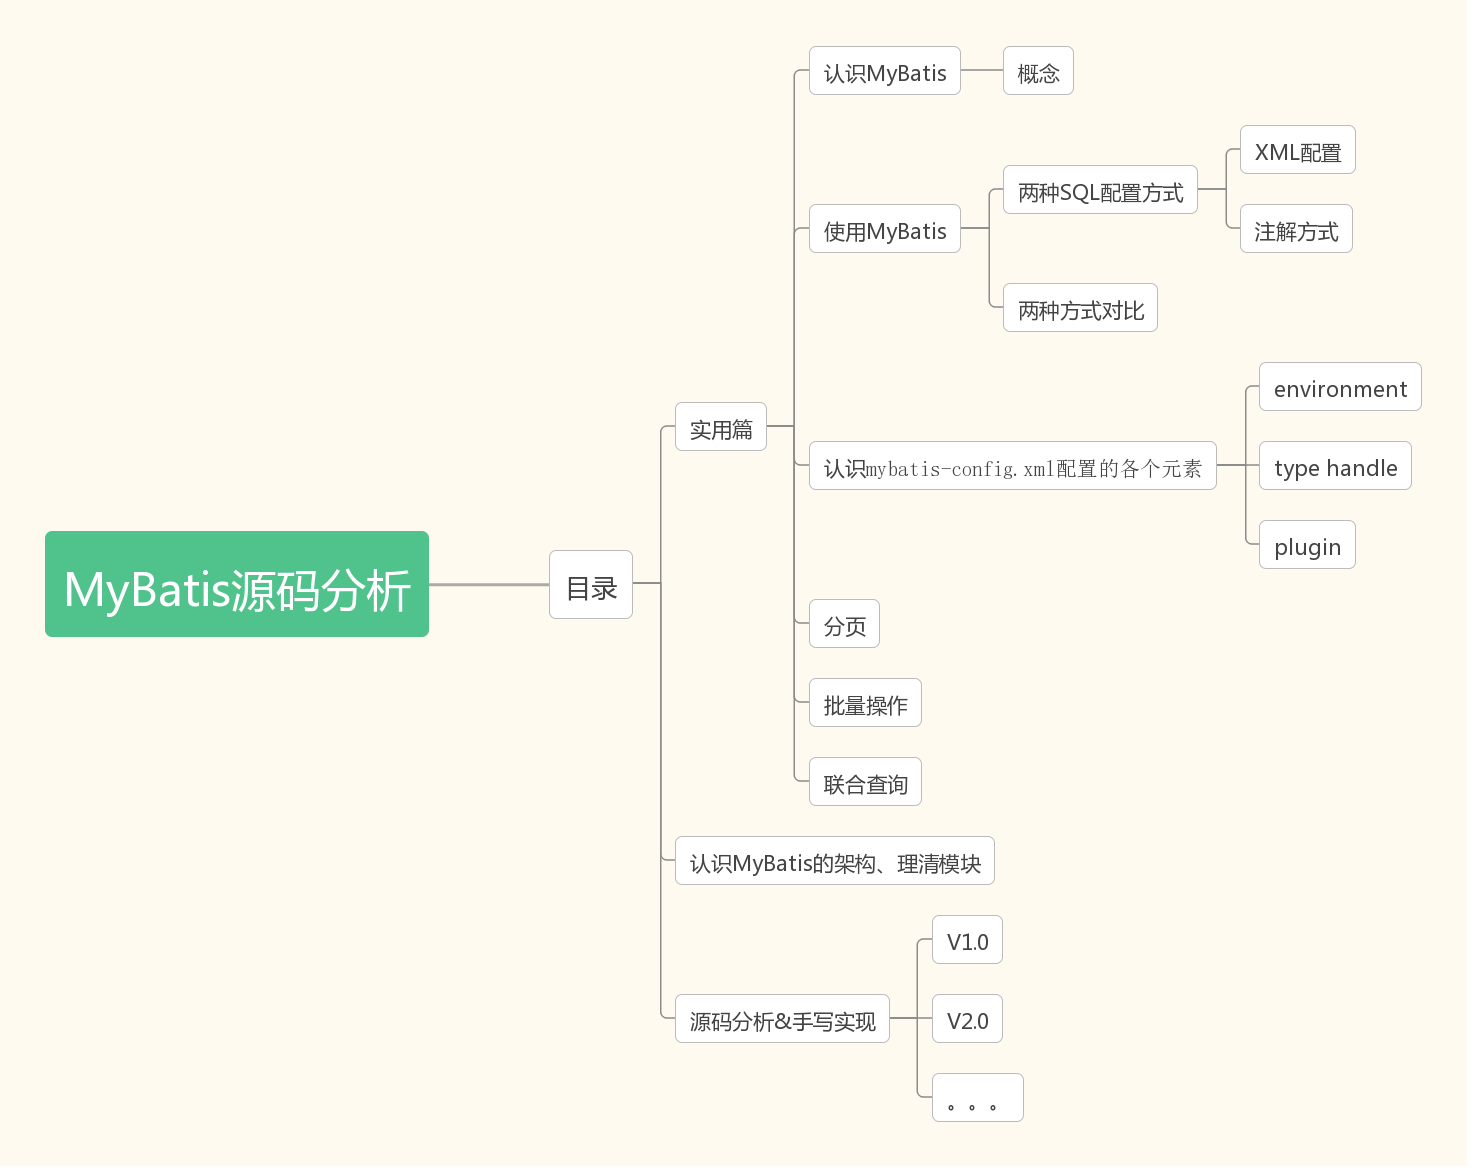 MyBatis源码分析
目录
实用篇
认识MyBatis
概念
使用MyBatis
两种SQL配置方式
XML配置
注解方式
两种方式对比
认识mybatis-config.xml配置的各个元素
environment
type handle
plugin
分页
批量操作
联合查询
认识MyBatis的架构、理清模块
源码分析&手写实现
V1.0
V2.0
。。。